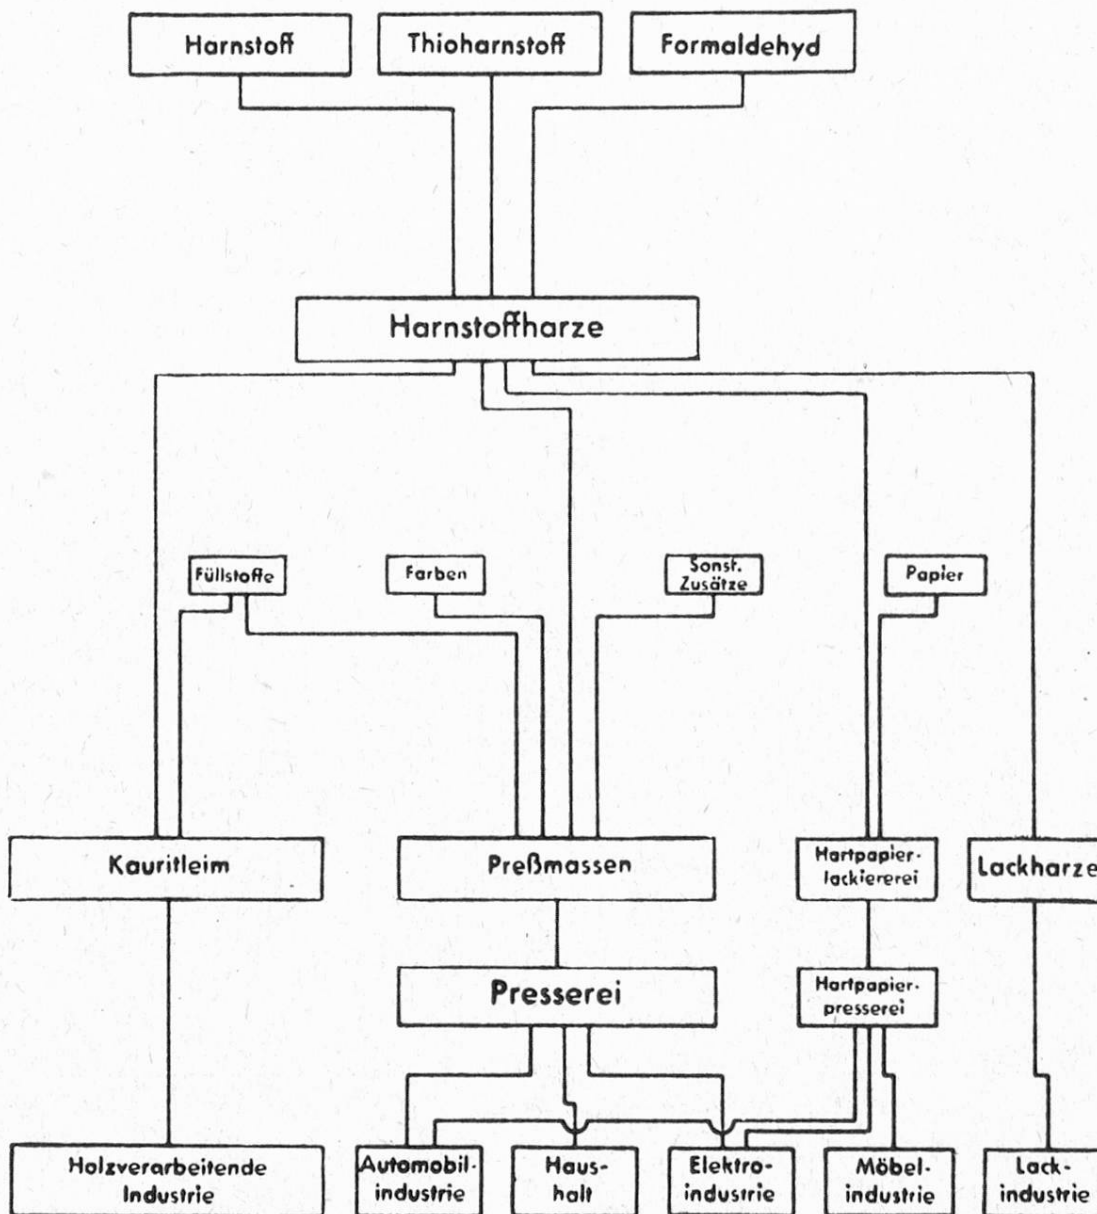 Harnstoff
Thioharnstoff
Formaldehyd
Harnstoffharze
Füllstoffe
Farben
Sonst.
Zusätze
Papier
Kauritleim
Preßmassen
Hartpapier-
lackiererei
Lackharze
Presserei
Hartpapier-
presserei
Holzverarbeitende
Industrie
Automobil-
industrie
Haus-
halt
Elektro-
industrie
Möbel-
industrie
Lack-
industrie